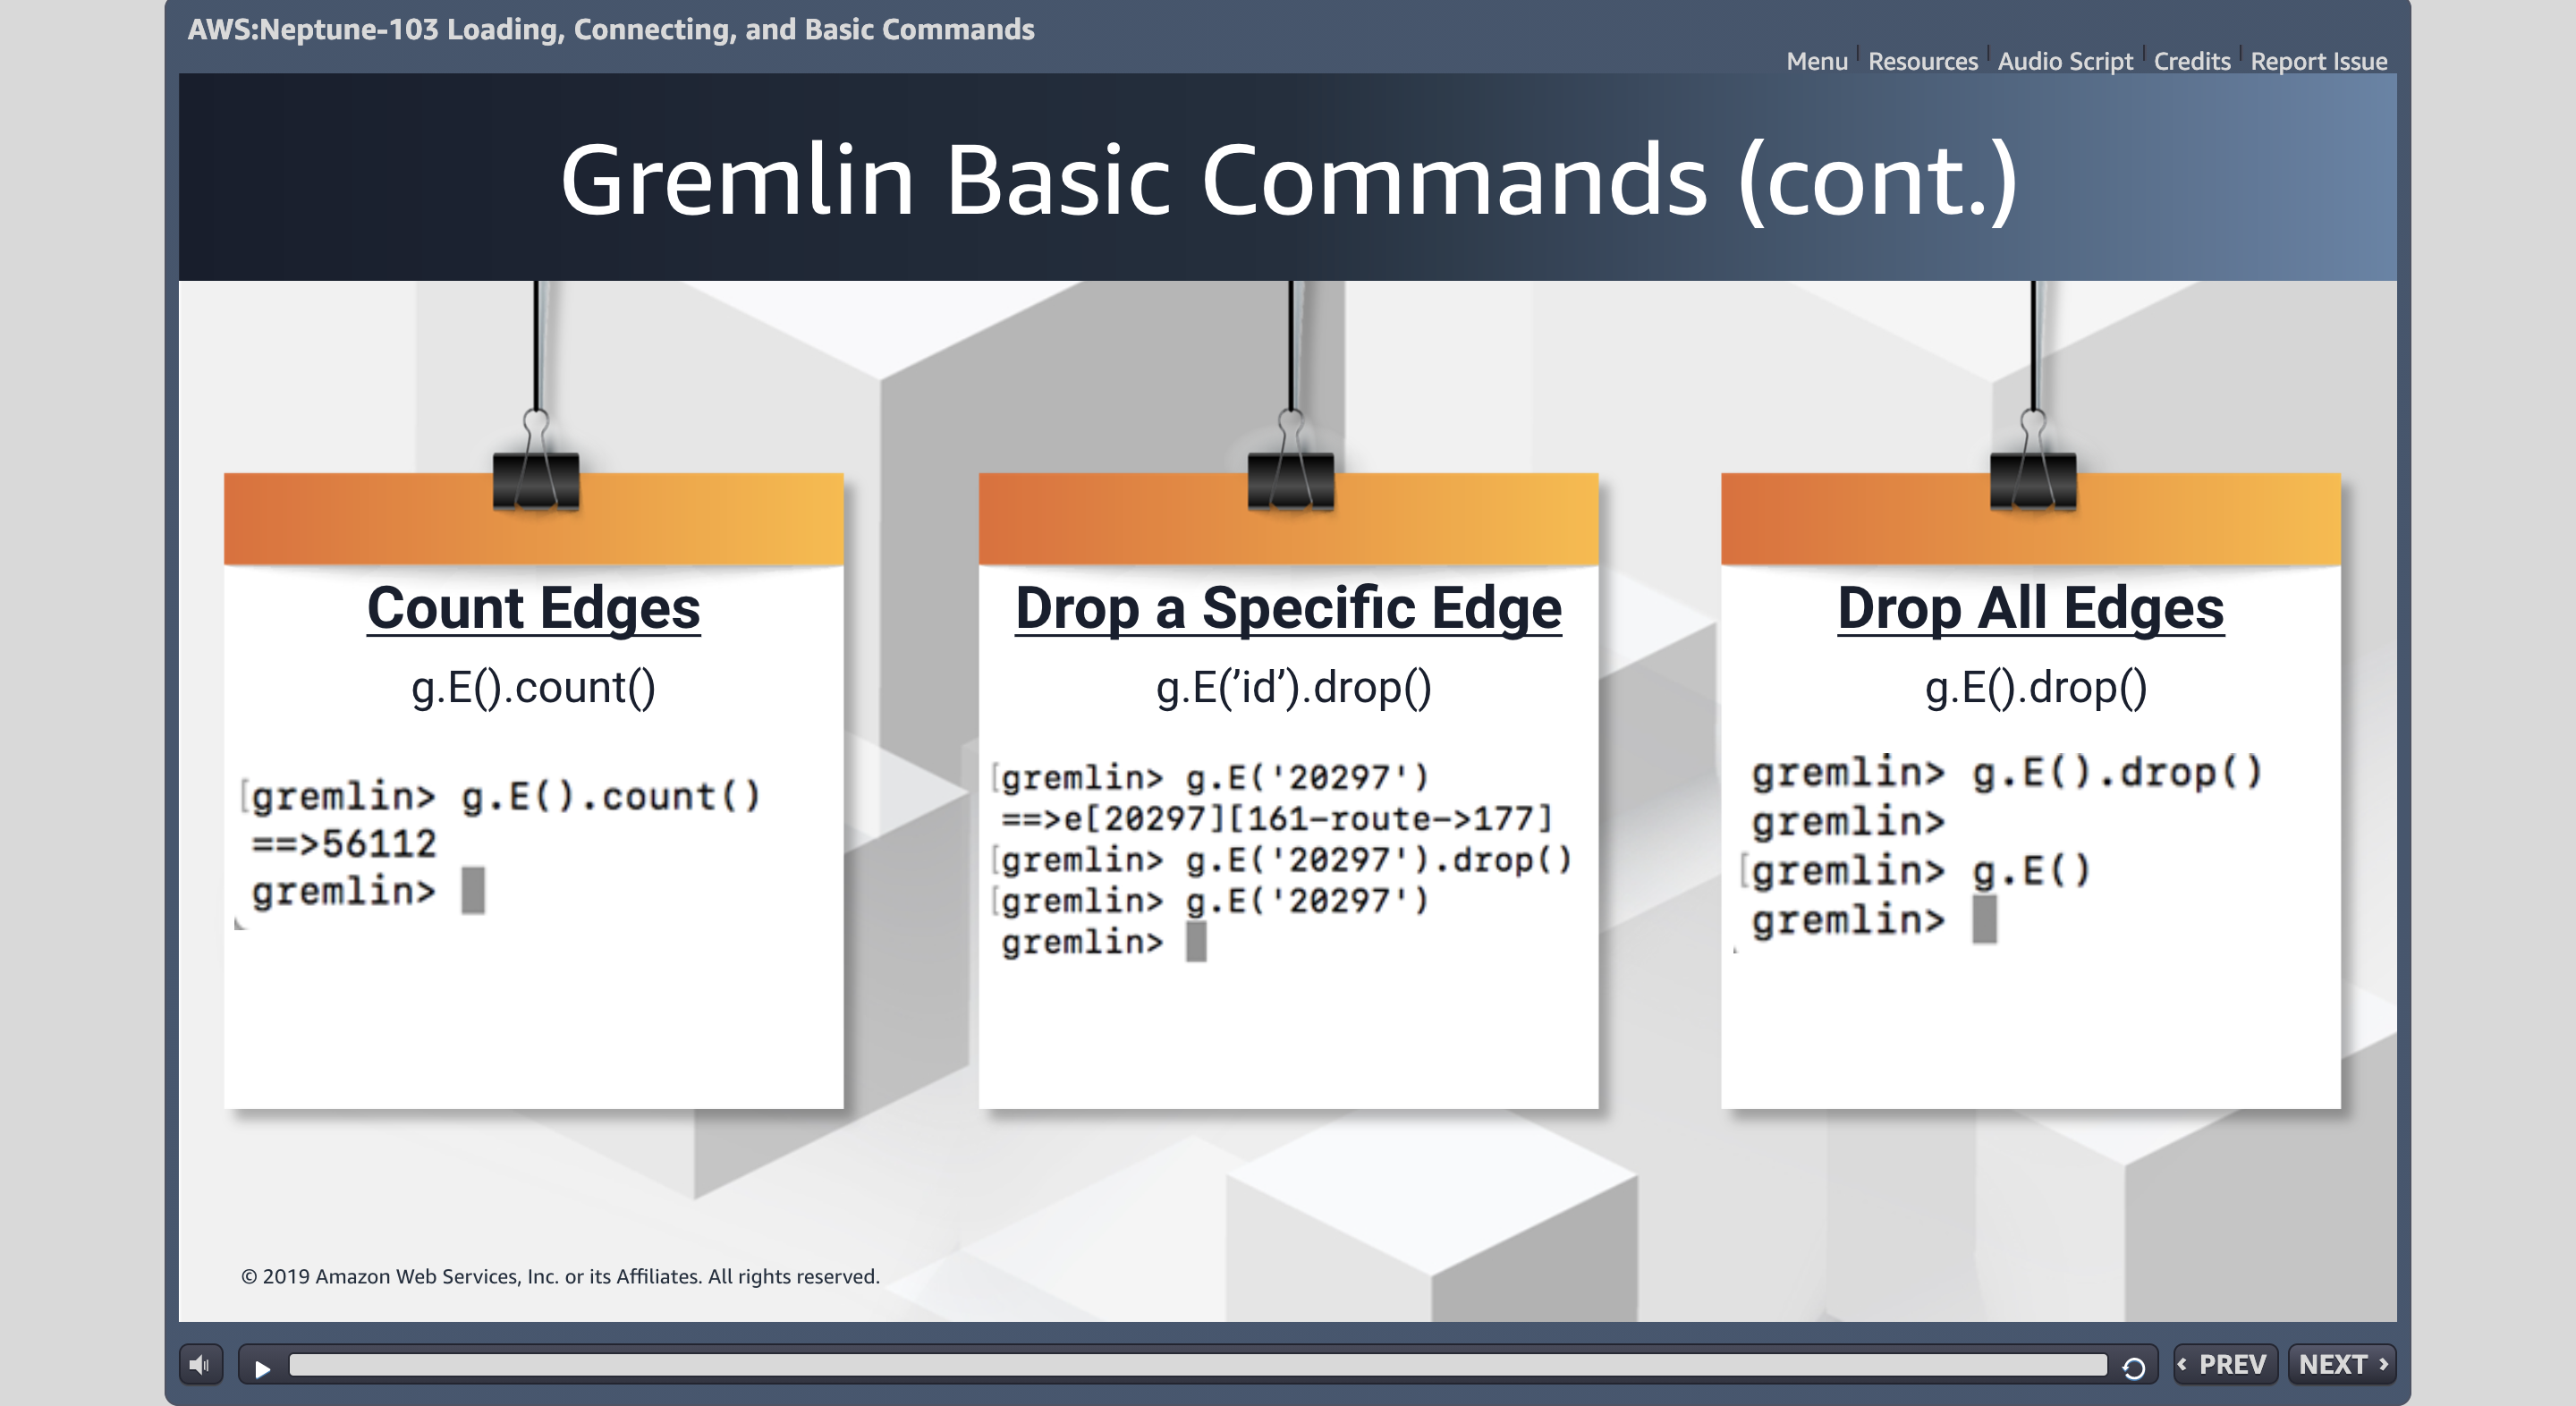 AWS:Neptune-103 Loading, Connecting, and Basic Commands
Menu Resources Audio Script Credits Report Issue
Gremlin Basic Commands (cont.)
Count Edges
g.E().count()
[gremlin> g.E().count()
==>56112
gremlin>
Drop a Specific Edge
g.E(’id’).drop()
[gremlin> g.E('20297')
==>e[20297][161-route->177]
[gremlin> g.E('20297').drop()
[gremlin> g.E('20297')
gremlin>
Drop All Edges
g.E().drop()
gremlin> g.E().drop()
gremlin>
[gremlin> g.E()
gremlin>
© 2019 Amazon Web Services, Inc. or its Affiliates. All rights reserved.
‹ PREV NEXT ›